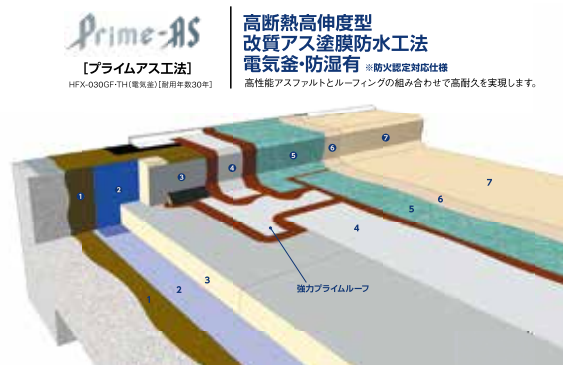 Prime-AS
[プライムアス工法]
HFX-030GF·TH(電気釜)[耐用年数30年]
高断熱高伸度型
改質アス塗膜防水工法
電気釜・防湿有 ※防火認定対応仕様
高性能アスファルトとルーフィングの組み合わせで高耐久を実現します。
1
2
3
4
5
6
7
7
6
5
4
3
2
1
強力プライムルーフ